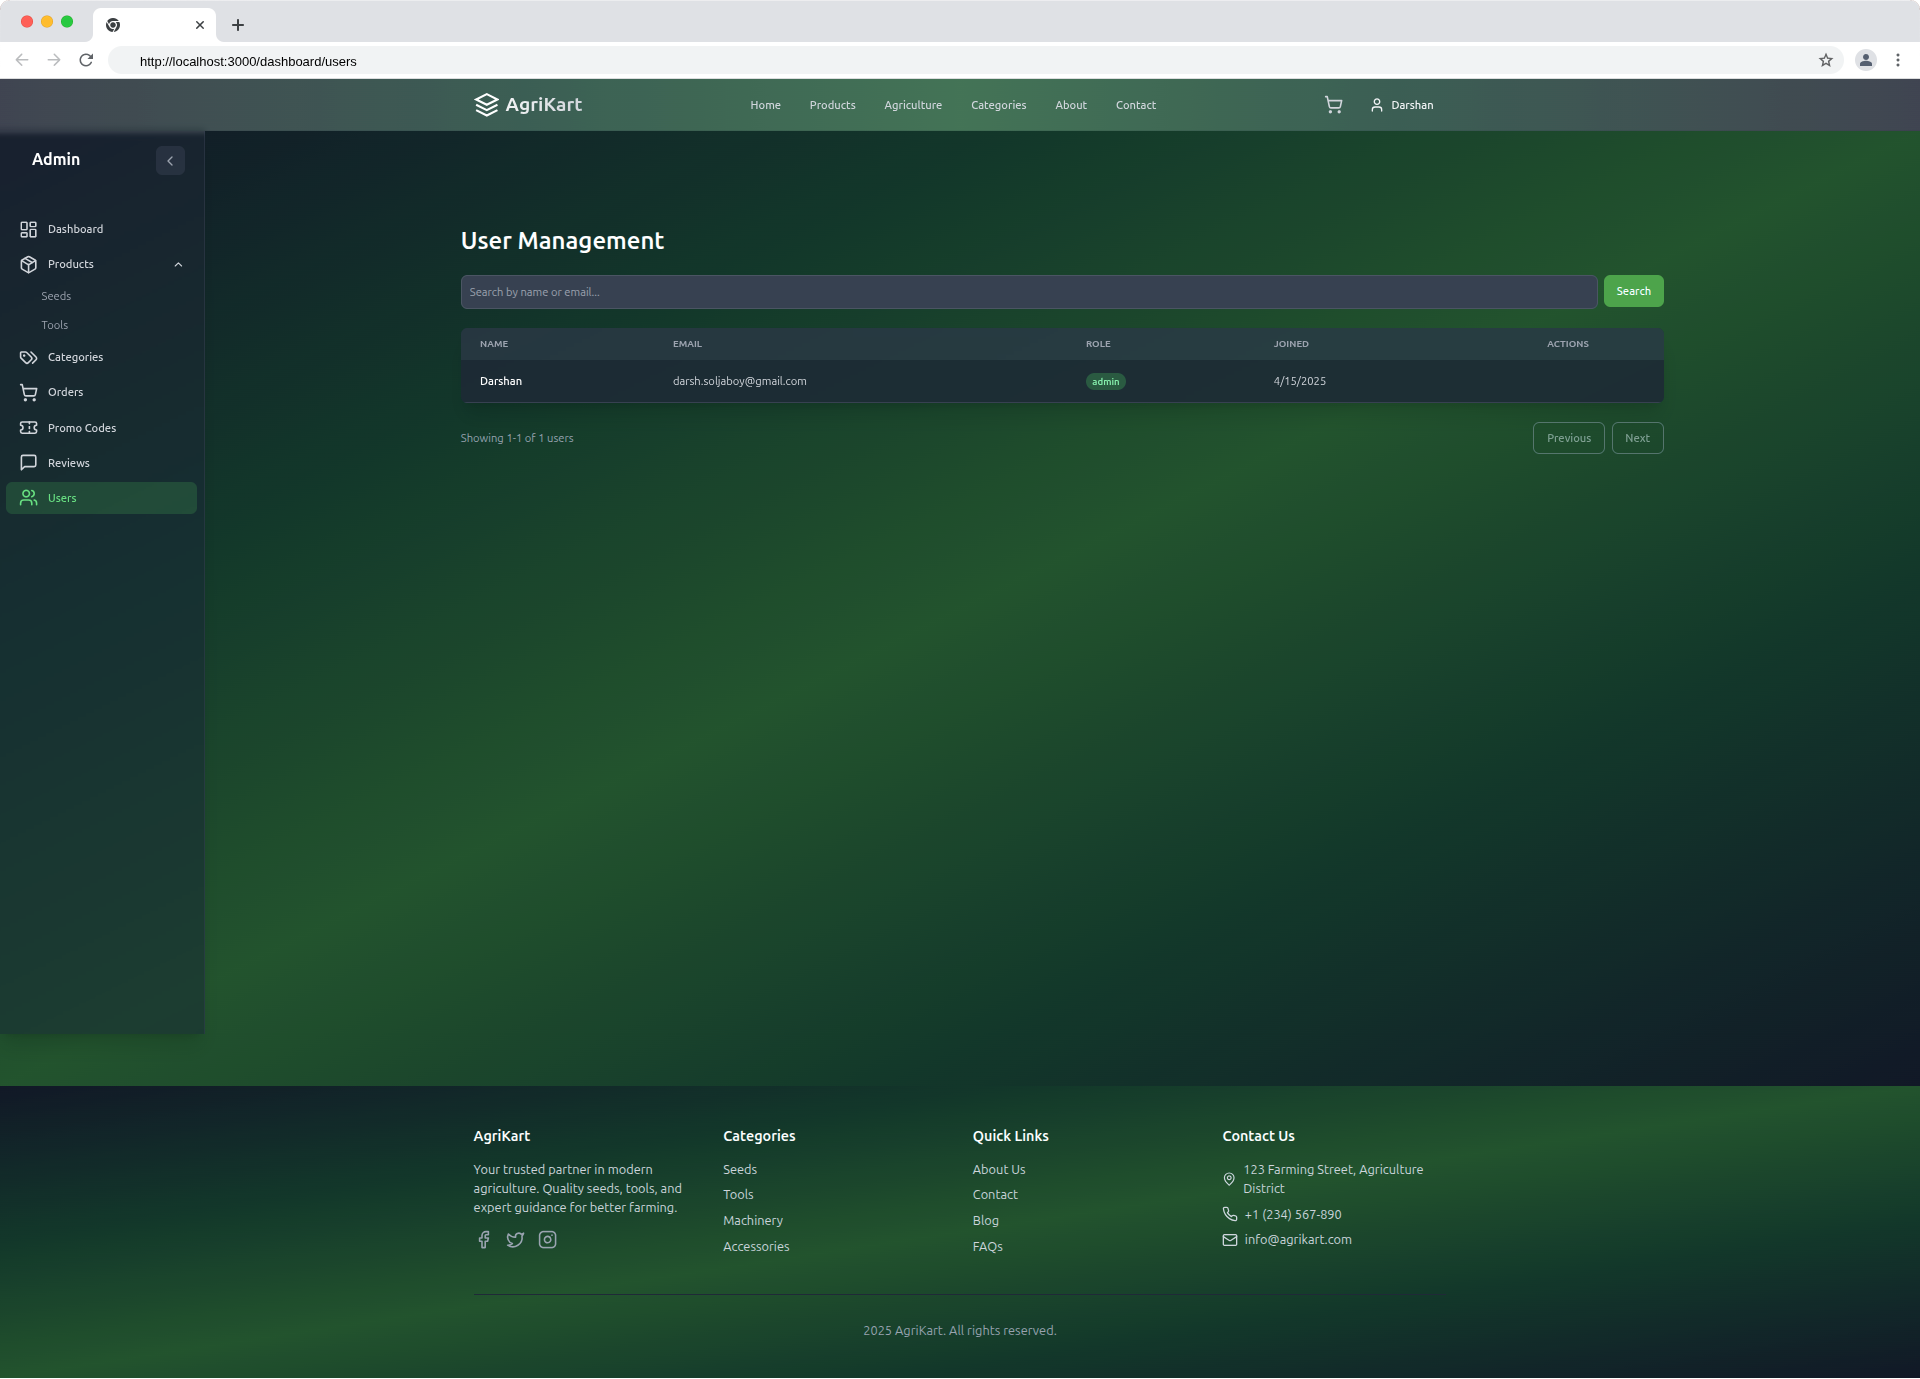 http://localhost:3000/dashboard/users
AgriKart
Home Products Agriculture Categories About Contact
Darshan
Admin
Dashboard
Products
Seeds
Tools
Categories
Orders
Promo Codes
Reviews
Users
User Management
Search by name or email...
Search
NAME EMAIL ROLE JOINED ACTIONS
Darshan darsh.soljaboy@gmail.com admin 4/15/2025
Showing 1-1 of 1 users
Previous Next
AgriKart
Your trusted partner in modern
agriculture. Quality seeds, tools, and
expert guidance for better farming.
Categories
Seeds
Tools
Machinery
Accessories
Quick Links
About Us
Contact
Blog
FAQs
Contact Us
123 Farming Street, Agriculture
District
+1 (234) 567-890
info@agrikart.com
2025 AgriKart. All rights reserved.